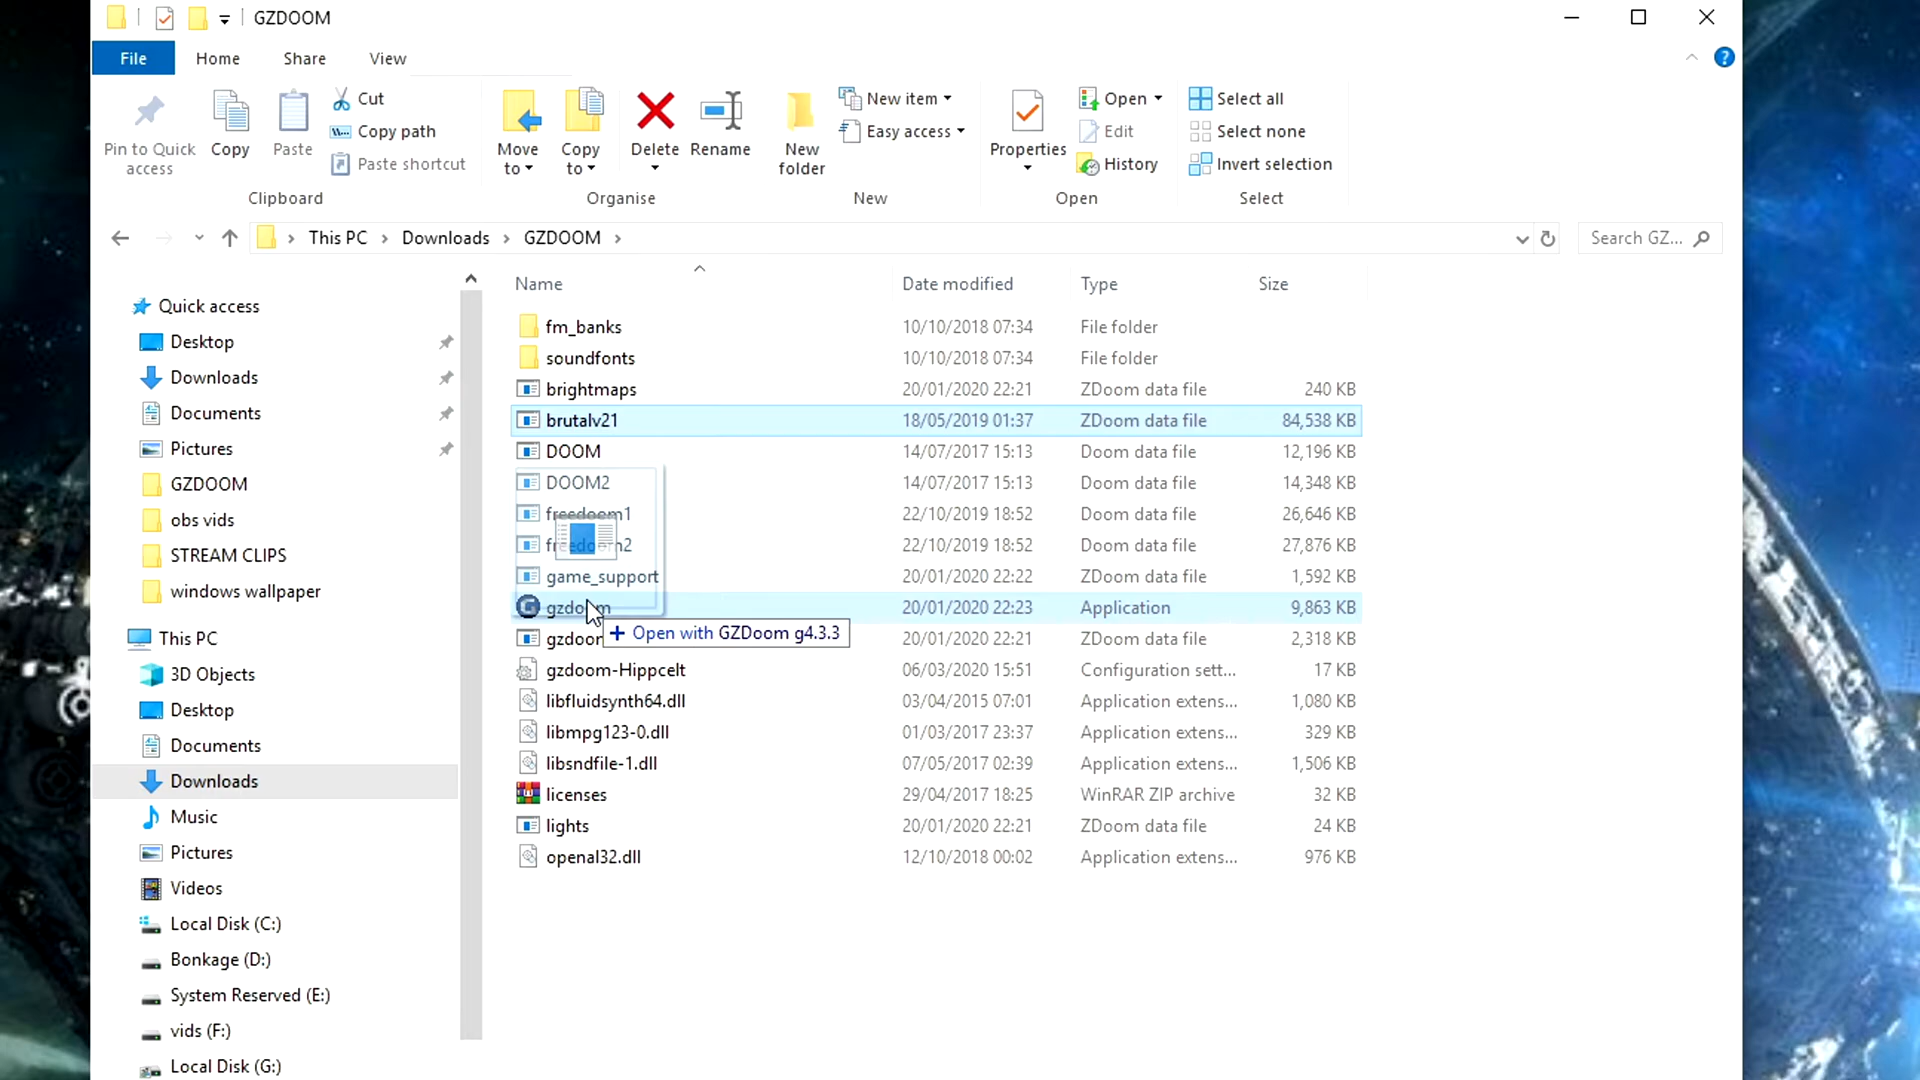 GZDOOM
File Home Share View
Pin to Quick access
Copy
Paste
Cut
Copy path
Paste shortcut
Clipboard
Move to
Copy to
Delete
Rename
Organise
New folder
New item
Easy access
New
Properties
Open
Edit
History
Open
Select all
Select none
Invert selection
Select
This PC > Downloads > GZDOOM >
Search GZ...
Quick access
Desktop
Downloads
Documents
Pictures
GZDOOM
obs vids
STREAM CLIPS
windows wallpaper
This PC
3D Objects
Desktop
Documents
Downloads
Music
Pictures
Videos
Local Disk (C:)
Bonkage (D:)
System Reserved (E:)
vids (F:)
Local Disk (G:)
Name Date modified Type Size
fm_banks 10/10/2018 07:34 File folder
soundfonts 10/10/2018 07:34 File folder
brightmaps 20/01/2020 22:21 ZDoom data file 240 KB
brutalv21 18/05/2019 01:37 ZDoom data file 84,538 KB
DOOM 14/07/2017 15:13 Doom data file 12,196 KB
DOOM2 14/07/2017 15:13 Doom data file 14,348 KB
freedoom1 22/10/2019 18:52 Doom data file 26,646 KB
freedoom2 22/10/2019 18:52 Doom data file 27,876 KB
game_support 20/01/2020 22:22 ZDoom data file 1,592 KB
gzdoom 20/01/2020 22:23 Application 9,863 KB
+ Open with GZDoom g4.3.3
gzdoor 20/01/2020 22:21 ZDoom data file 2,318 KB
gzdoom-Hippcelt 06/03/2020 15:51 Configuration sett... 17 KB
libfluidsynth64.dll 03/04/2015 07:01 Application extens... 1,080 KB
libmpg123-0.dll 01/03/2017 23:37 Application extens... 329 KB
libsndfile-1.dll 07/05/2017 02:39 Application extens... 1,506 KB
licenses 29/04/2017 18:25 WinRAR ZIP archive 32 KB
lights 20/01/2020 22:21 ZDoom data file 24 KB
openal32.dll 12/10/2018 00:02 Application extens... 976 KB